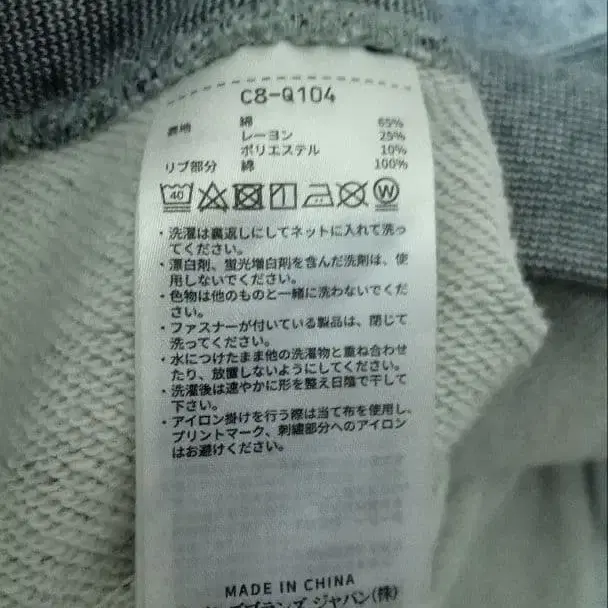 C8-Q104
表地 綿 65%
レーヨン 25%
ポリエステル 10%
リブ部分 綿 100%
40 W
・洗濯は裏返しにしてネットに入れて洗っ
てください。
・漂白剤、蛍光増白剤を含んだ洗剤は、使
用しないでください。
・色物は他のものと一緒に洗わないでくだ
さい。
・ファスナーが付いている製品は、閉じて
洗ってください。
・水につけたまま他の洗濯物と重ね合わせ
たり、放置しないようにしてください。
・洗濯後は速やかに形を整え日陰で干して
下さい。
・アイロン掛けを行う際は当て布を使用し、
プリントマーク、刺繍部分へのアイロン
はお避けください。
MADE IN CHINA
ブランズ ジャパン(株)